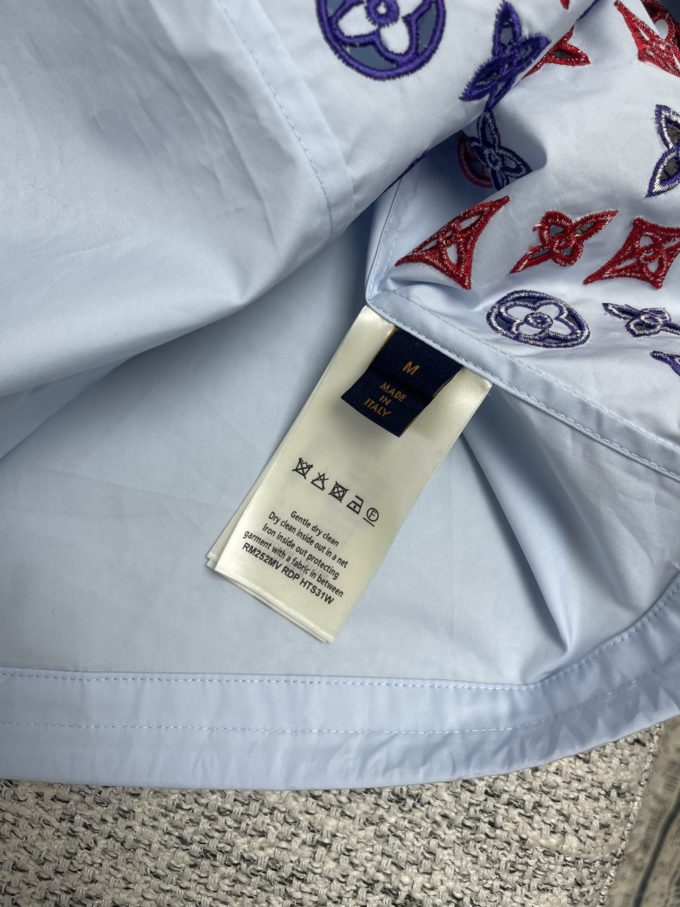 M
MADE
IN
ITALY
Gentle dry clean
Dry clean inside out in a net
Iron inside out protecting
garment with a fabric in between
RM252MV RDP HTS31W